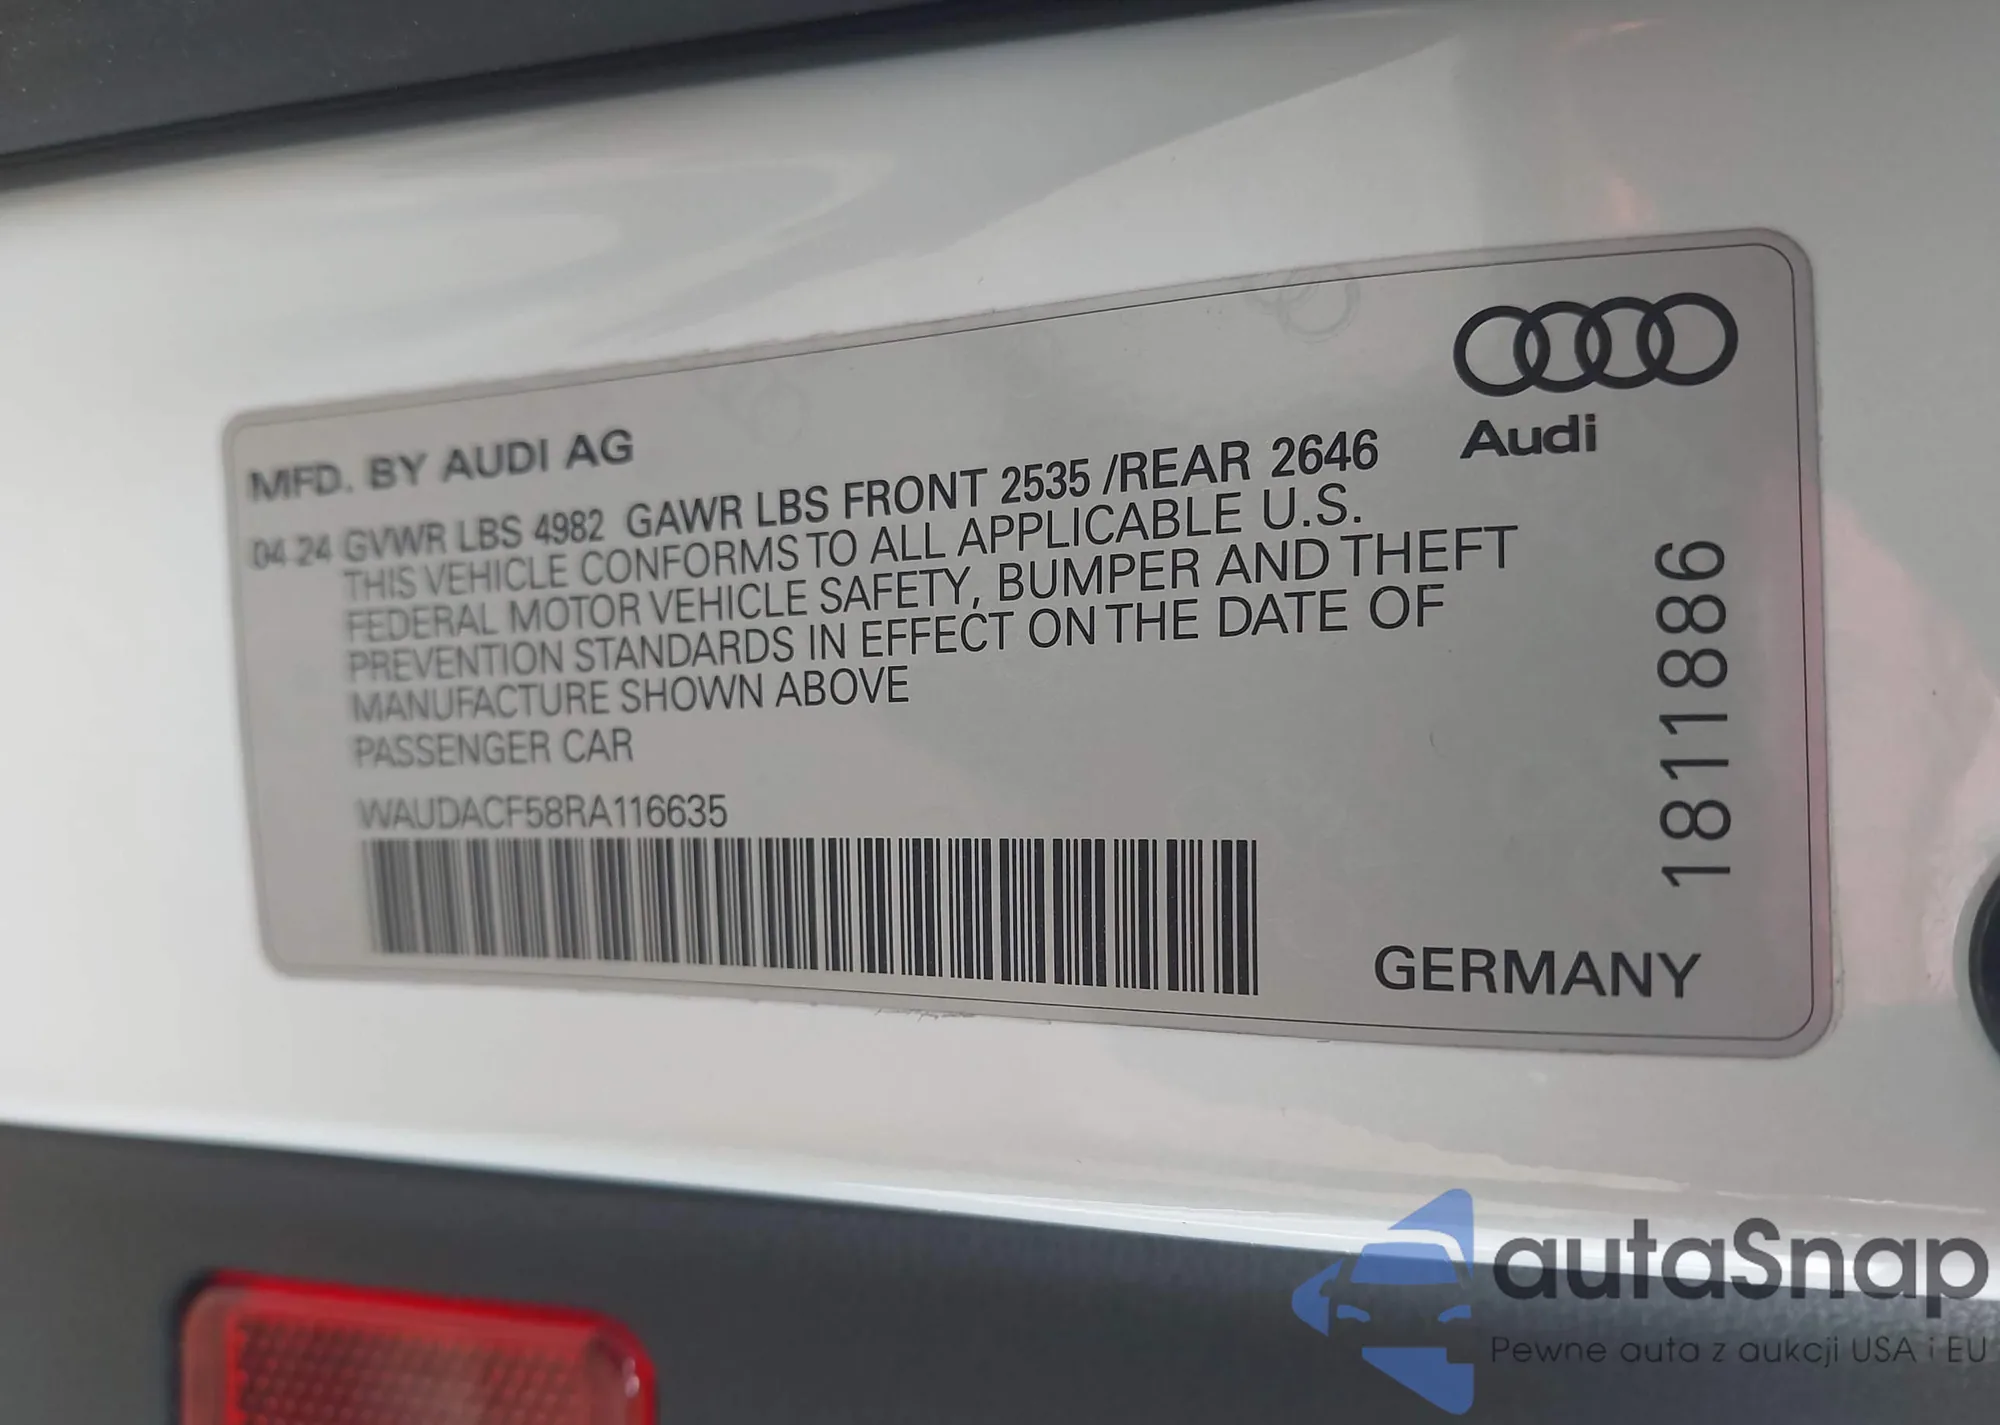 Audi
MFD. BY AUDI AG
04.24 GVWR LBS 4982 GAWR LBS FRONT 2535 /REAR 2646
THIS VEHICLE CONFORMS TO ALL APPLICABLE U.S.
FEDERAL MOTOR VEHICLE SAFETY, BUMPER AND THEFT
PREVENTION STANDARDS IN EFFECT ON THE DATE OF
MANUFACTURE SHOWN ABOVE
PASSENGER CAR
WAUDACF58RA116635
1811886
GERMANY
autaSnap
Pewne auta z aukcji USA i EU